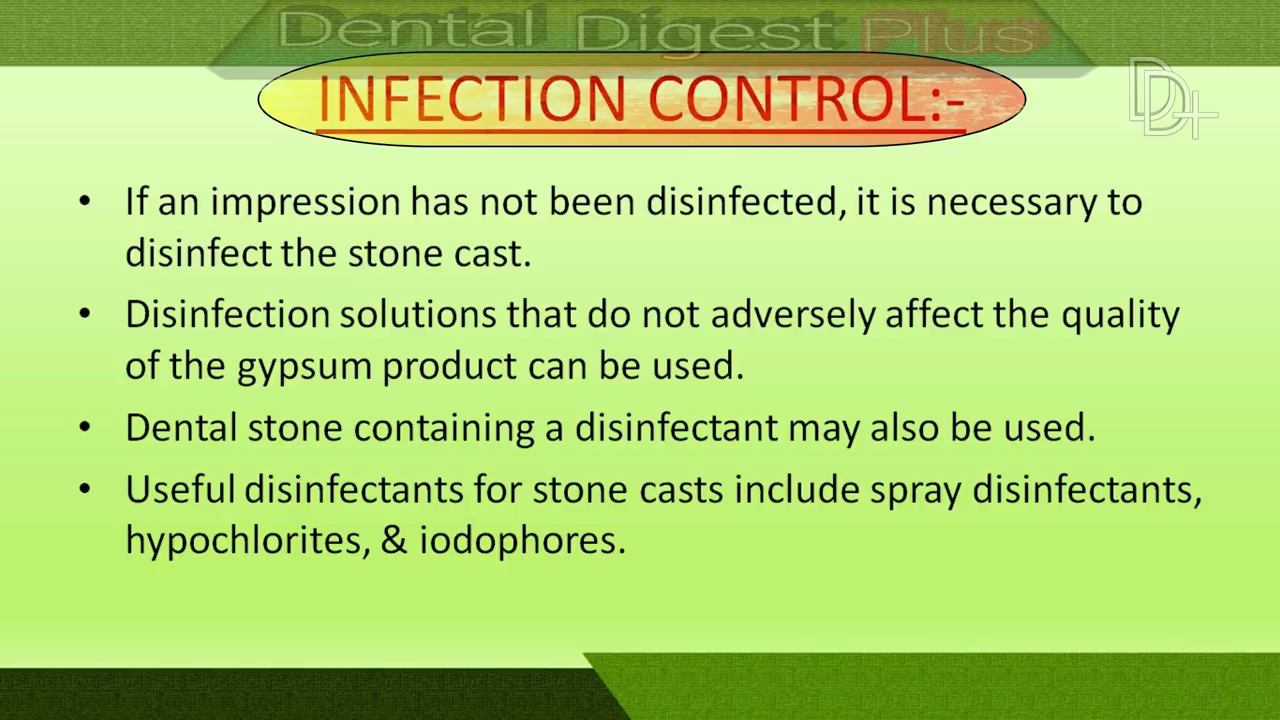 Dental Digest Plus
INFECTION CONTROL:-
DD+
• If an impression has not been disinfected, it is necessary to
disinfect the stone cast.
• Disinfection solutions that do not adversely affect the quality
of the gypsum product can be used.
• Dental stone containing a disinfectant may also be used.
• Useful disinfectants for stone casts include spray disinfectants,
hypochlorites, & iodophores.